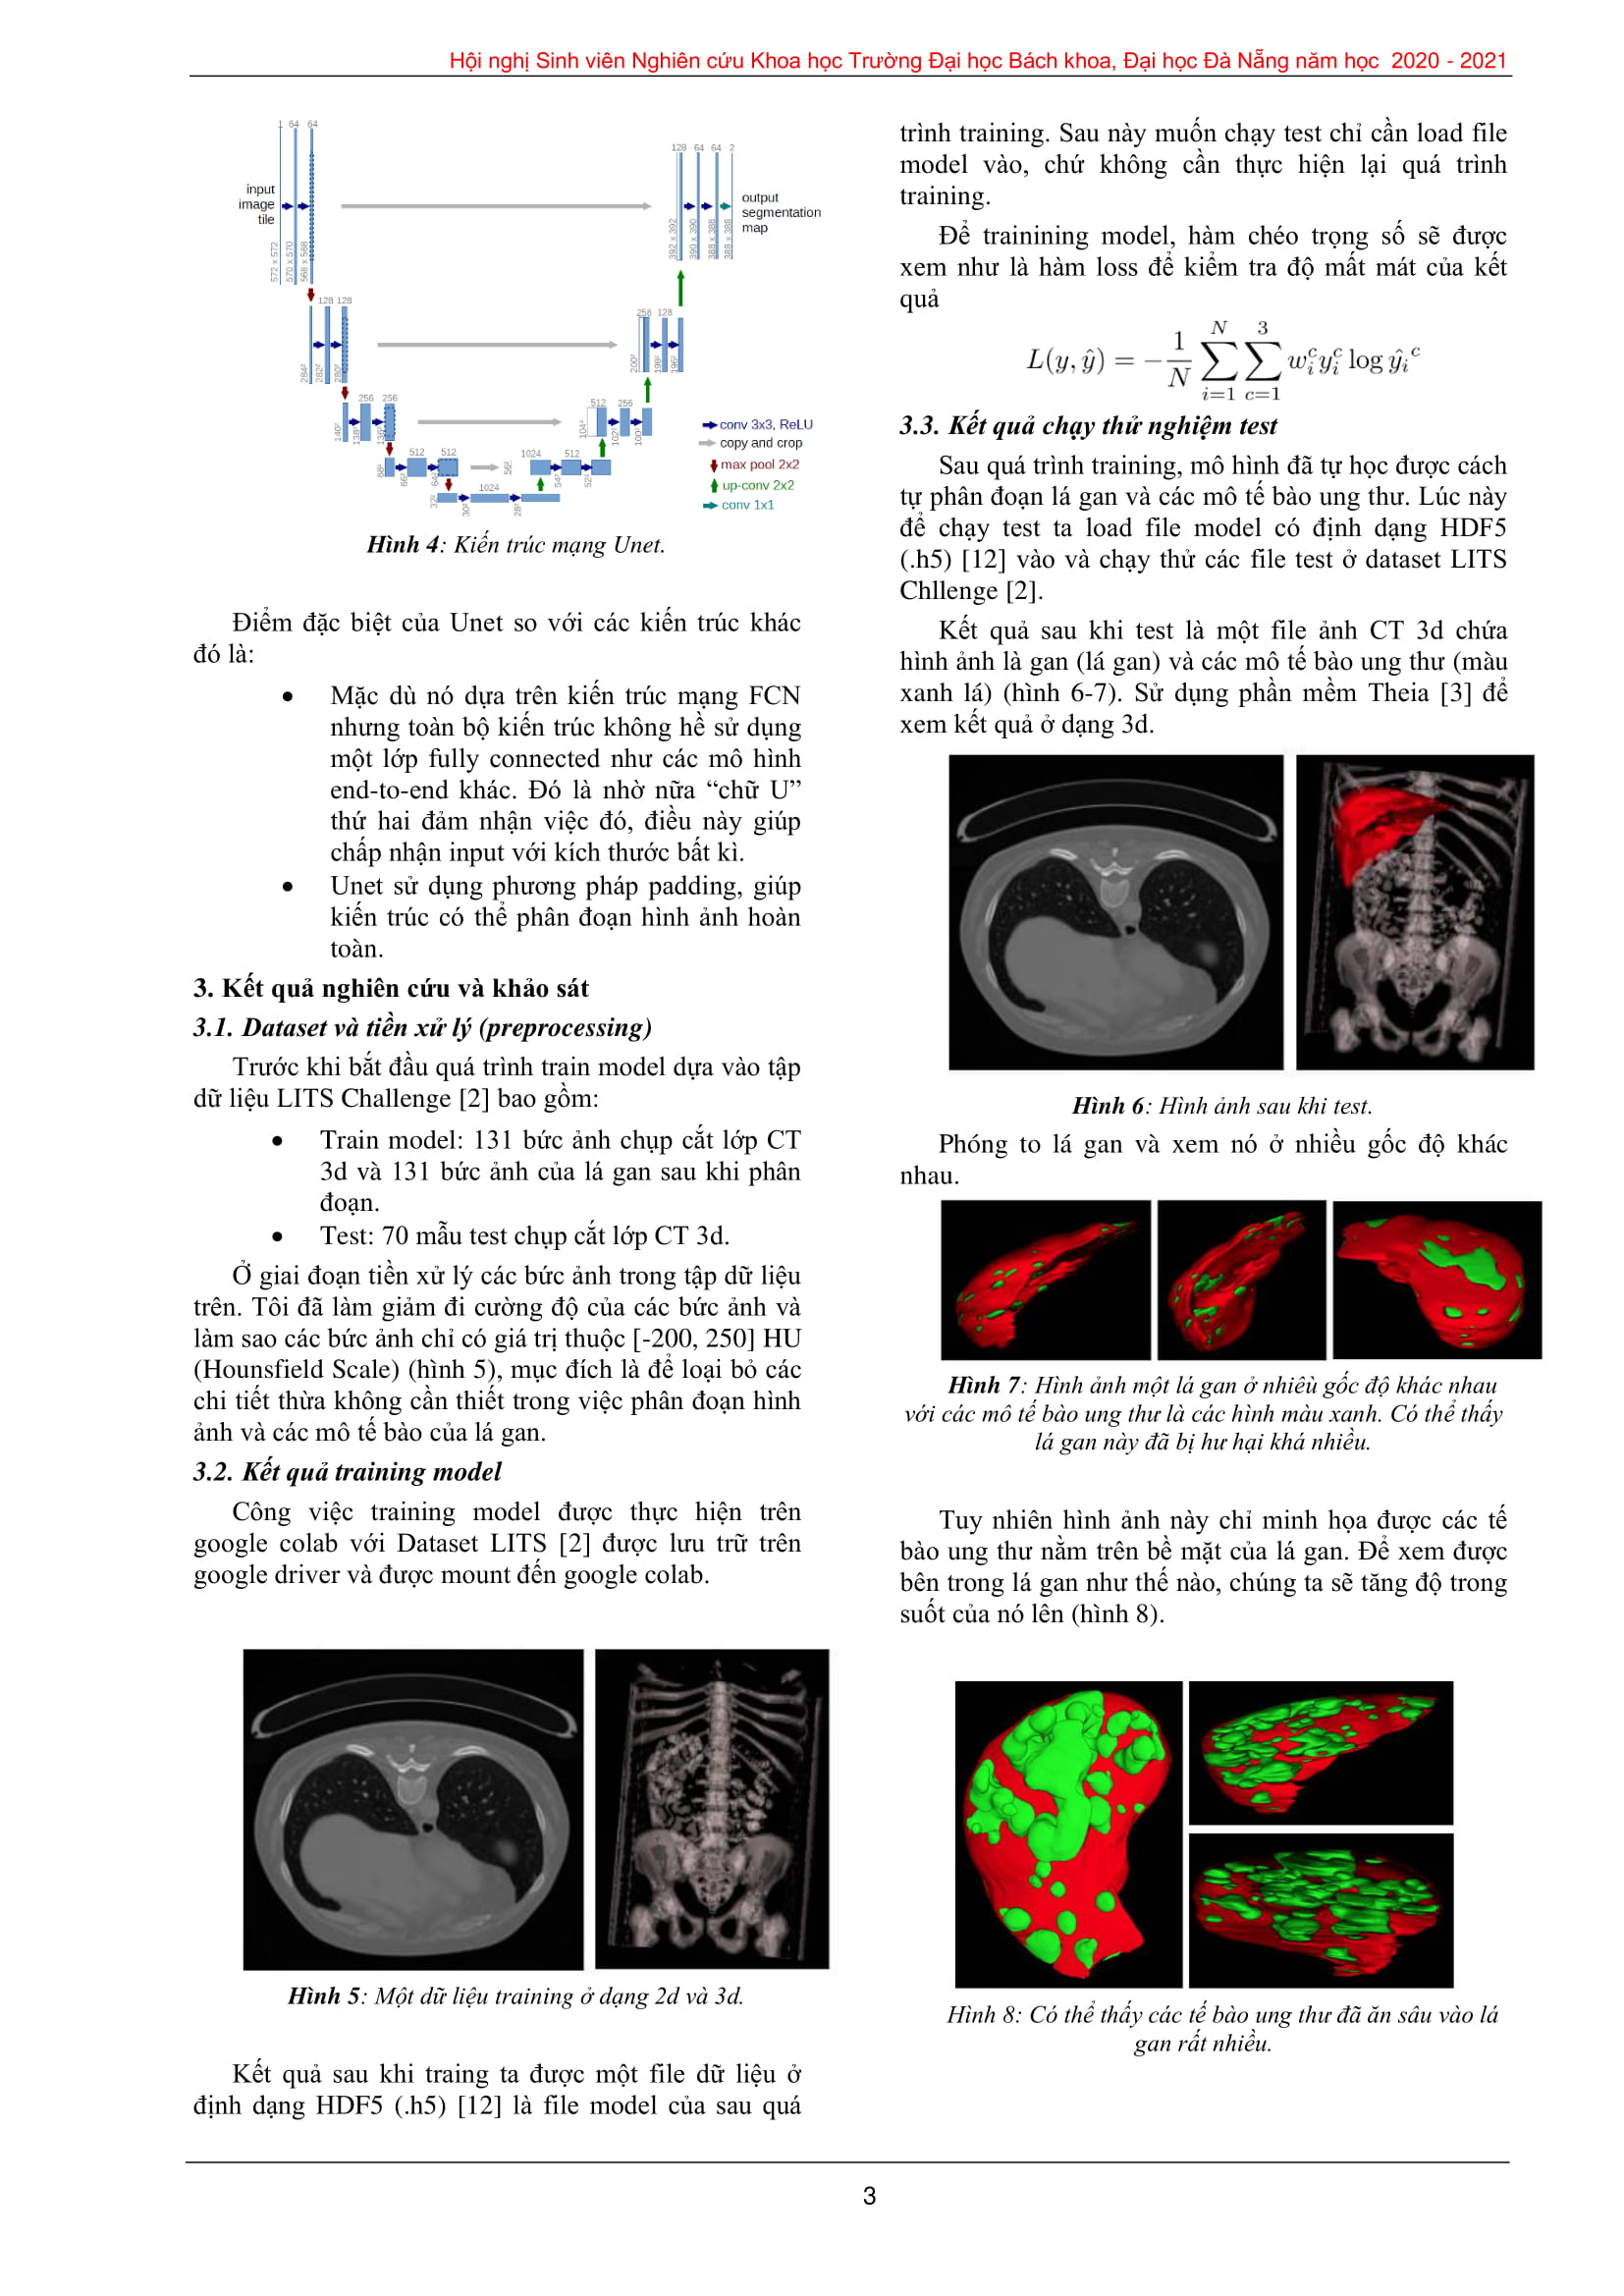 Hội nghị Sinh viên Nghiên cứu Khoa học Trường Đại học Bách khoa, Đại học Đà Nẵng năm học 2020 - 2021
1 64 64
128 64 64 2
input
image
tile
output
segmentation
map
572 x 572
570 x 570
568 x 568
392 x 392
390 x 390
388 x 388
388 x 388
128 128
256 128
284²
282²
280²
200²
198²
196²
256 256
512 256
140²
138²
136²
104²
102²
100²
512 512
1024 512
68²
66²
64²
56²
54²
52²
1024
32²
30²
28²
conv 3x3, ReLU
copy and crop
max pool 2x2
up-conv 2x2
conv 1x1
Hình 4: Kiến trúc mạng Unet.
Điểm đặc biệt của Unet so với các kiến trúc khác
đó là:
• Mặc dù nó dựa trên kiến trúc mạng FCN
nhưng toàn bộ kiến trúc không hề sử dụng
một lớp fully connected như các mô hình
end-to-end khác. Đó là nhờ nữa “chữ U”
thứ hai đảm nhận việc đó, điều này giúp
chấp nhận input với kích thước bất kì.
• Unet sử dụng phương pháp padding, giúp
kiến trúc có thể phân đoạn hình ảnh hoàn
toàn.
3. Kết quả nghiên cứu và khảo sát
3.1. Dataset và tiền xử lý (preprocessing)
Trước khi bắt đầu quá trình train model dựa vào tập
dữ liệu LITS Challenge [2] bao gồm:
• Train model: 131 bức ảnh chụp cắt lớp CT
3d và 131 bức ảnh của lá gan sau khi phân
đoạn.
• Test: 70 mẫu test chụp cắt lớp CT 3d.
Ở giai đoạn tiền xử lý các bức ảnh trong tập dữ liệu
trên. Tôi đã làm giảm đi cường độ của các bức ảnh và
làm sao các bức ảnh chỉ có giá trị thuộc [-200, 250] HU
(Hounsfield Scale) (hình 5), mục đích là để loại bỏ các
chi tiết thừa không cần thiết trong việc phân đoạn hình
ảnh và các mô tế bào của lá gan.
3.2. Kết quả training model
Công việc training model được thực hiện trên
google colab với Dataset LITS [2] được lưu trữ trên
google driver và được mount đến google colab.
Hình 5: Một dữ liệu training ở dạng 2d và 3d.
Kết quả sau khi traing ta được một file dữ liệu ở
định dạng HDF5 (.h5) [12] là file model của sau quá
trình training. Sau này muốn chạy test chỉ cần load file
model vào, chứ không cần thực hiện lại quá trình
training.
Để trainining model, hàm chéo trọng số sẽ được
xem như là hàm loss để kiểm tra độ mất mát của kết
quả
L(y, ŷ) = −\frac{1}{N} \sum_{i=1}^{N} \sum_{c=1}^{3} w_i^c y_i^c log ŷ_i^c
3.3. Kết quả chạy thử nghiệm test
Sau quá trình training, mô hình đã tự học được cách
tự phân đoạn lá gan và các mô tế bào ung thư. Lúc này
để chạy test ta load file model có định dạng HDF5
(.h5) [12] vào và chạy thử các file test ở dataset LITS
Chllenge [2].
Kết quả sau khi test là một file ảnh CT 3d chứa
hình ảnh là gan (lá gan) và các mô tế bào ung thư (màu
xanh lá) (hình 6-7). Sử dụng phần mềm Theia [3] để
xem kết quả ở dạng 3d.
Hình 6: Hình ảnh sau khi test.
Phóng to lá gan và xem nó ở nhiều gốc độ khác
nhau.
Hình 7: Hình ảnh một lá gan ở nhiêù gốc độ khác nhau
với các mô tế bào ung thư là các hình màu xanh. Có thể thấy
lá gan này đã bị hư hại khá nhiều.
Tuy nhiên hình ảnh này chỉ minh họa được các tế
bào ung thư nằm trên bề mặt của lá gan. Để xem được
bên trong lá gan như thế nào, chúng ta sẽ tăng độ trong
suốt của nó lên (hình 8).
Hình 8: Có thể thấy các tế bào ung thư đã ăn sâu vào lá
gan rất nhiều.
3